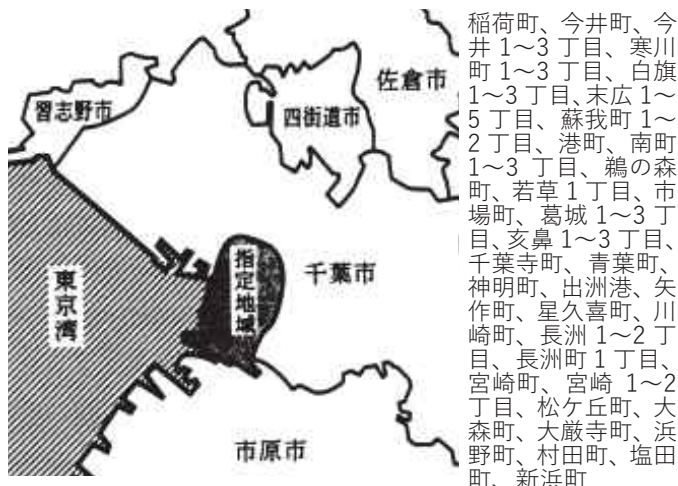 習志野市
四街道市
佐倉市
東京湾
指定地域
千葉市
市原市
稲荷町、今井町、今
井 1～3 丁目、寒川
町 1～3 丁目、白旗
1～3 丁目、末広 1～
5 丁目、蘇我町 1～
2 丁目、港町、南町
1～3 丁目、鵜の森
町、若草 1 丁目、市
場町、葛城 1～3 丁
目、亥鼻 1～3 丁目、
千葉寺町、青葉町、
神明町、出洲港、矢
作町、星久喜町、川
崎町、長洲 1～2 丁
目、長洲町 1 丁目、
宮崎町、宮崎 1～2
丁目、松ケ丘町、大
森町、大厳寺町、浜
野町、村田町、塩田
町、新浜町